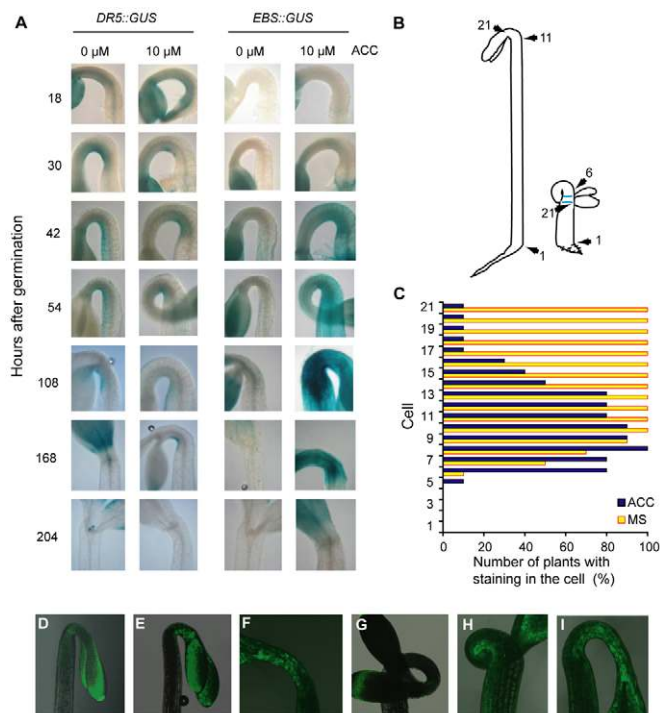 A
DR5::GUS EBS::GUS
0 µM 10 µM 0 µM 10 µM ACC
Hours after germination
18
30
42
54
108
168
204
B
21
11
6
21
1
1
C
Cell
21
19
17
15
13
11
9
7
5
3
1
ACC
MS
0 20 40 60 80 100
Number of plants with
staining in the cell (%)
D E F G H I